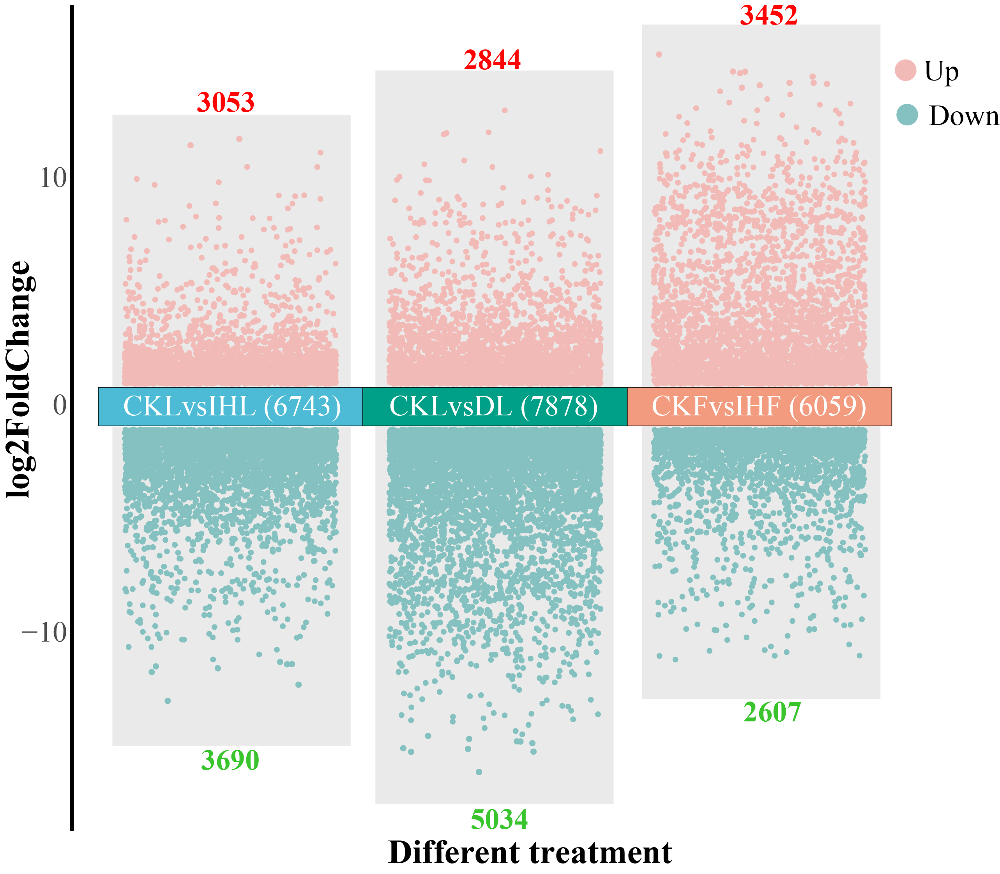 3452
2844
3053
Up
Down
10
0
−10
log2FoldChange
CKLvsIHL (6743)
CKLvsDL (7878)
CKFvsIHF (6059)
2607
3690
5034
Different treatment